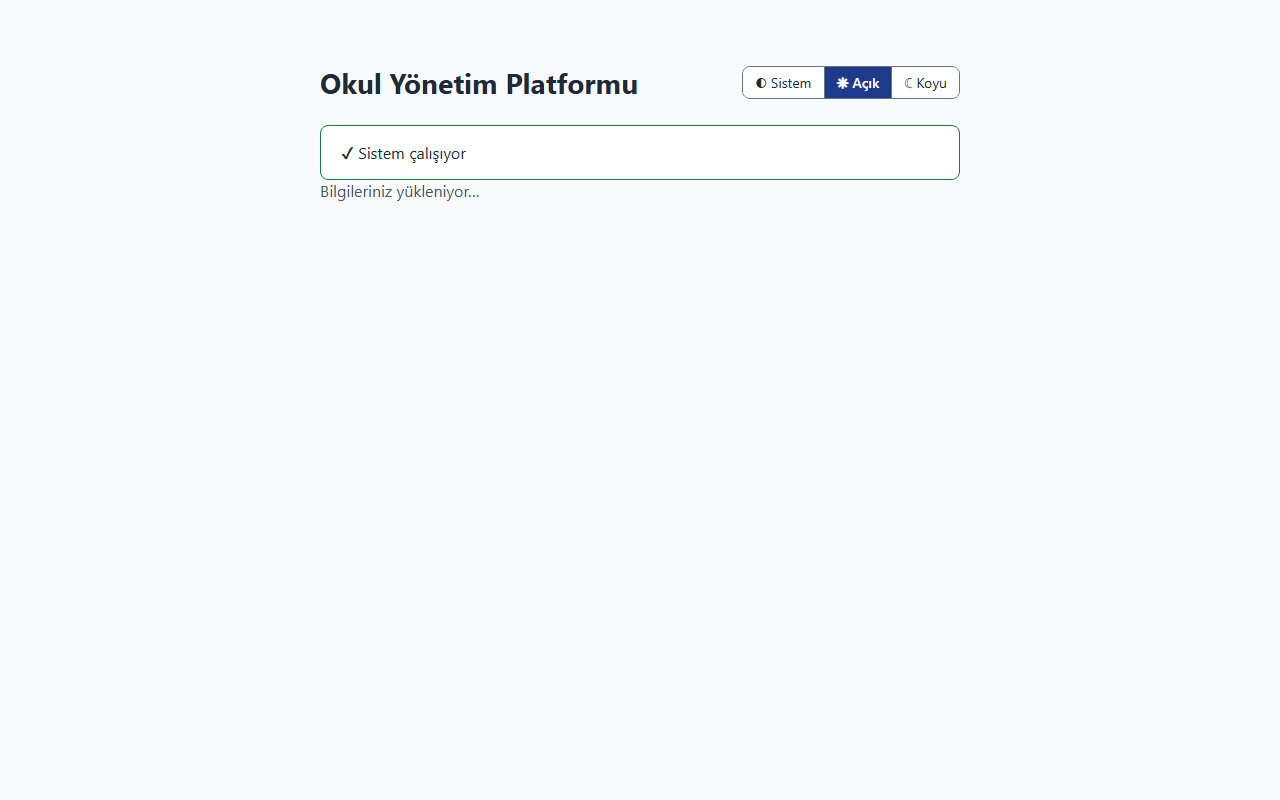 Okul Yönetim Platformu
◐ Sistem ❋ Açık ☾ Koyu
✓ Sistem çalışıyor
Bilgileriniz yükleniyor...